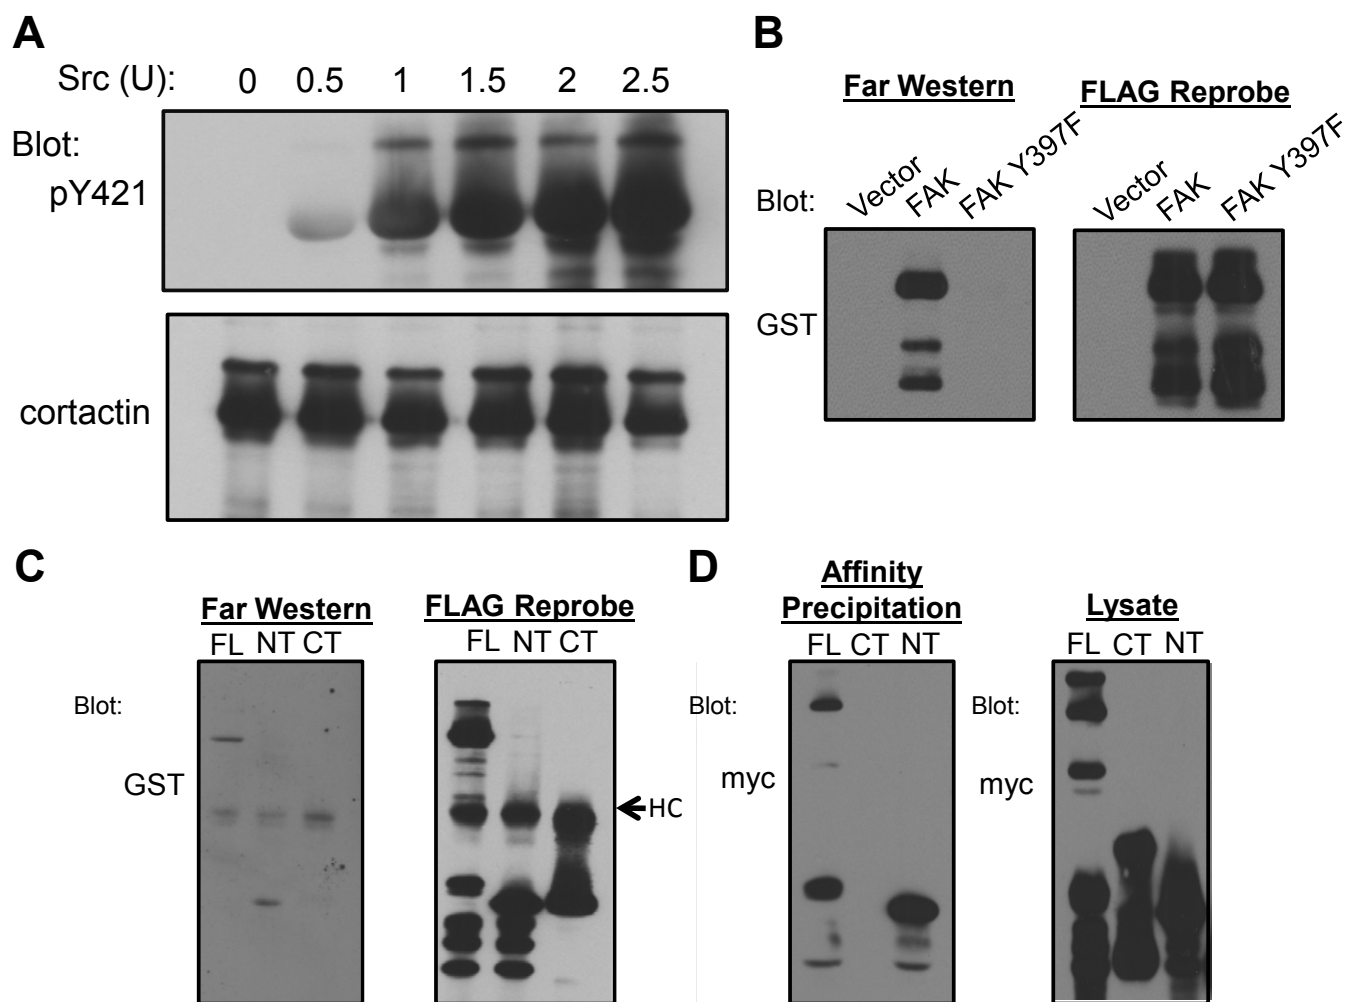 A
Src (U): 0 0.5 1 1.5 2 2.5
Blot:
pY421
cortactin
B
Far Western
FLAG Reprobe
Blot:
Vector
FAK
FAK Y397F
Vector
FAK
FAK Y397F
GST
C
Far Western
FLAG Reprobe
FL NT CT
FL NT CT
Blot:
GST
HC
D
Affinity
Precipitation
Lysate
FL CT NT
FL CT NT
Blot:
Blot:
myc
myc